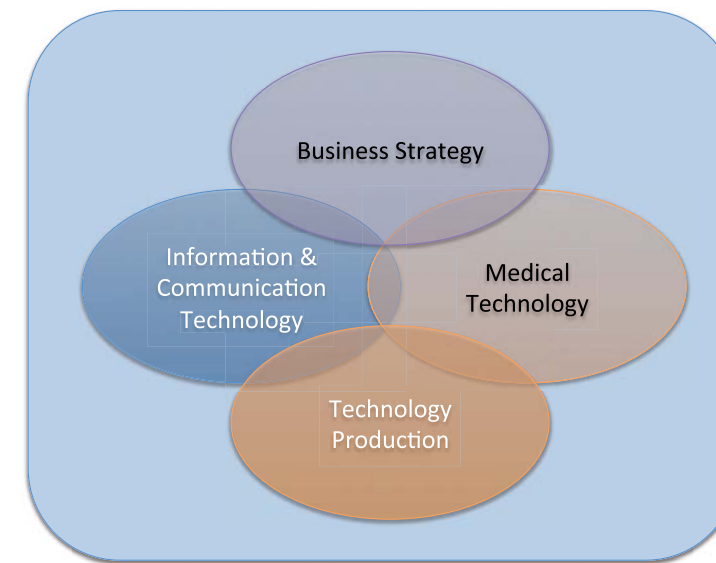 Business Strategy
Information &
Communication
Technology
Medical
Technology
Technology
Production